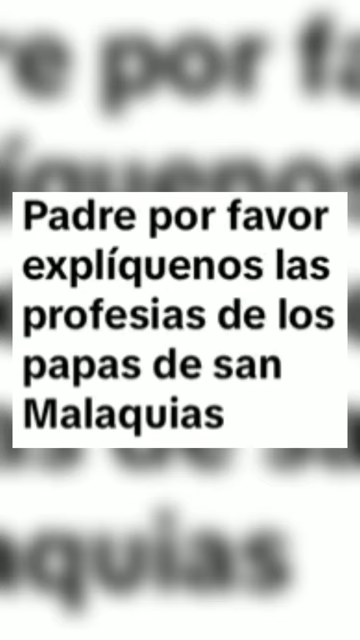 Padre por favor
explíquenos las
profesias de los
papas de san
Malaquias